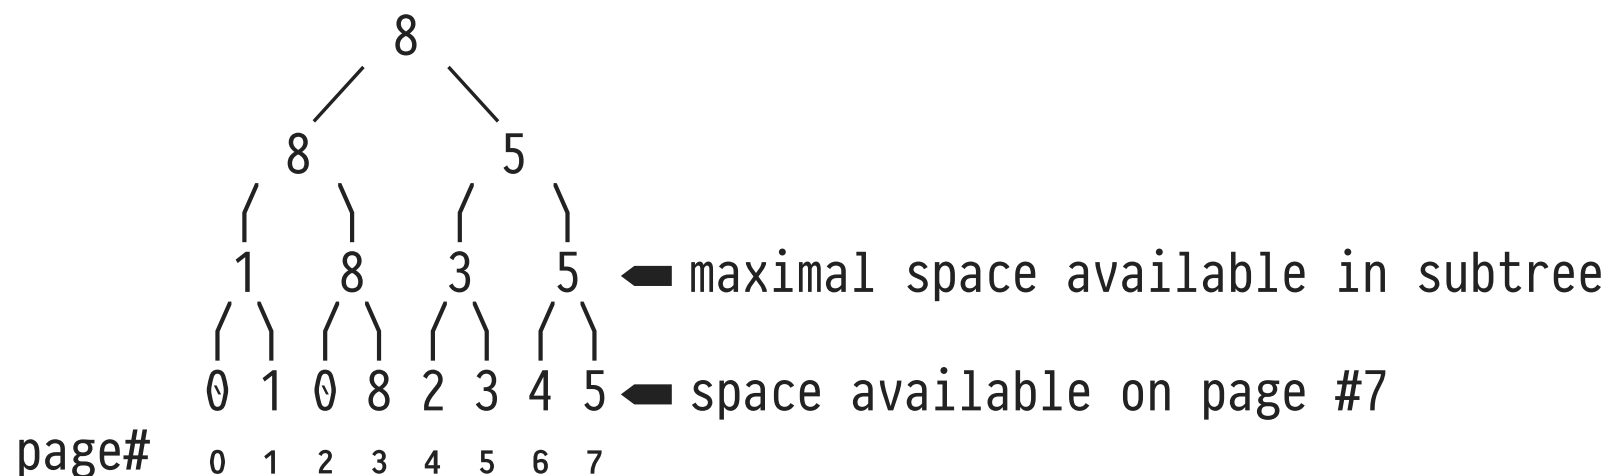 8
8 5
1 8 3 5 maximal space available in subtree
0 1 0 8 2 3 4 5 space available on page #7
page# 0 1 2 3 4 5 6 7